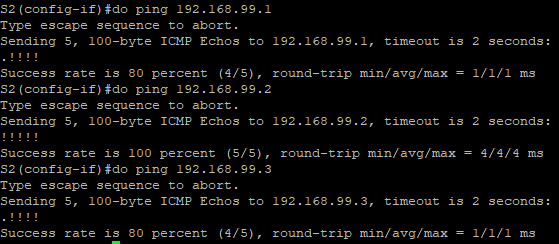 S2(config-if)#do ping 192.168.99.1
Type escape sequence to abort.
Sending 5, 100-byte ICMP Echos to 192.168.99.1, timeout is 2 seconds:
.!!!!
Success rate is 80 percent (4/5), round-trip min/avg/max = 1/1/1 ms
S2(config-if)#do ping 192.168.99.2
Type escape sequence to abort.
Sending 5, 100-byte ICMP Echos to 192.168.99.2, timeout is 2 seconds:
!!!!!
Success rate is 100 percent (5/5), round-trip min/avg/max = 4/4/4 ms
S2(config-if)#do ping 192.168.99.3
Type escape sequence to abort.
Sending 5, 100-byte ICMP Echos to 192.168.99.3, timeout is 2 seconds:
.!!!!
Success rate is 80 percent (4/5), round-trip min/avg/max = 1/1/1 ms